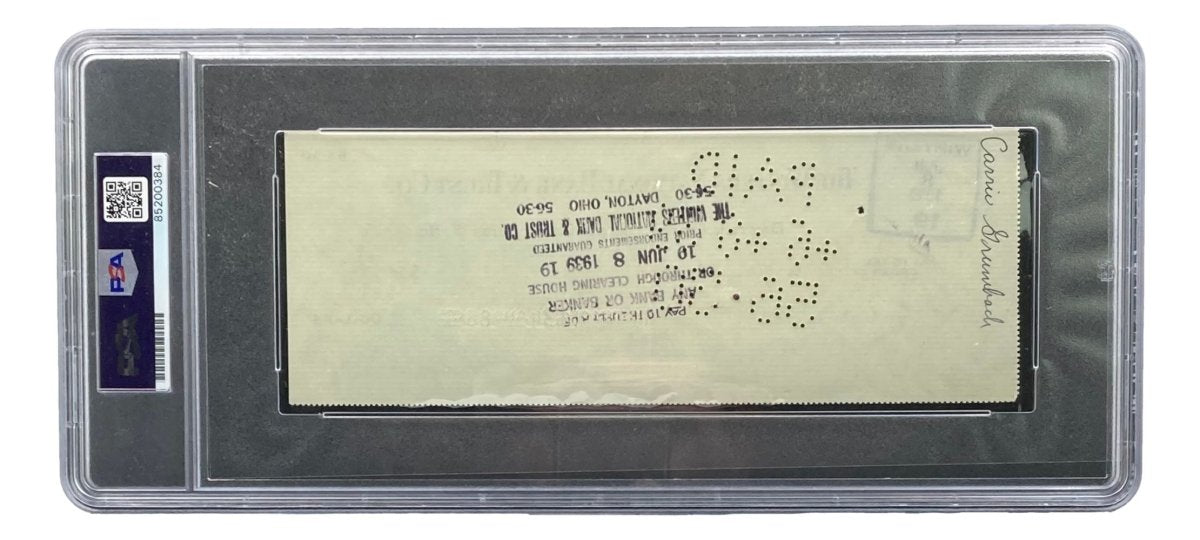 85200384
PSA
Carrie Grumbach
PAY TO THE ORDER OF
ANY BANK OR BANKER
OR THROUGH CLEARING HOUSE
19 JUN 8 1939 19
PRIOR ENDORSEMENTS GUARANTEED
THE WINTERS NATIONAL BANK & TRUST CO.
56-30 DAYTON, OHIO 56-30
PAID